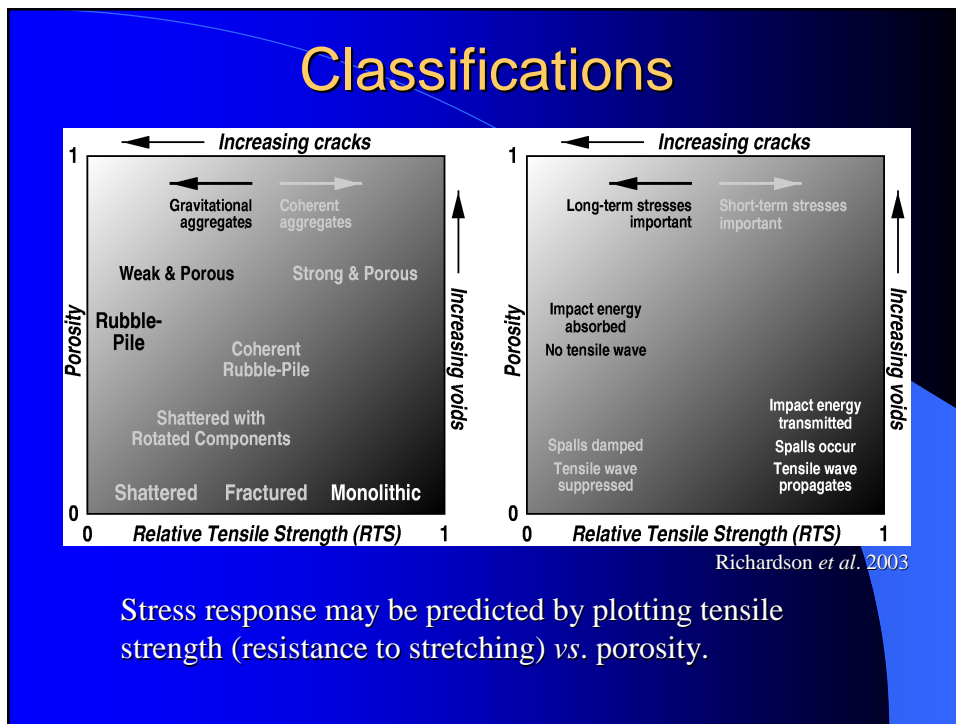 Classifications
Increasing cracks
1
Gravitational
aggregates
Coherent
aggregates
Weak & Porous
Strong & Porous
Rubble-
Pile
Coherent
Rubble-Pile
Shattered with
Rotated Components
Shattered
Fractured
Monolithic
Porosity
Increasing voids
0
0
Relative Tensile Strength (RTS)
1
Increasing cracks
1
Long-term stresses
important
Short-term stresses
important
Impact energy
absorbed
No tensile wave
Impact energy
transmitted
Spalls damped
Spalls occur
Tensile wave
suppressed
Tensile wave
propagates
Porosity
Increasing voids
0
0
Relative Tensile Strength (RTS)
1
Richardson et al. 2003
Stress response may be predicted by plotting tensile
strength (resistance to stretching) vs. porosity.